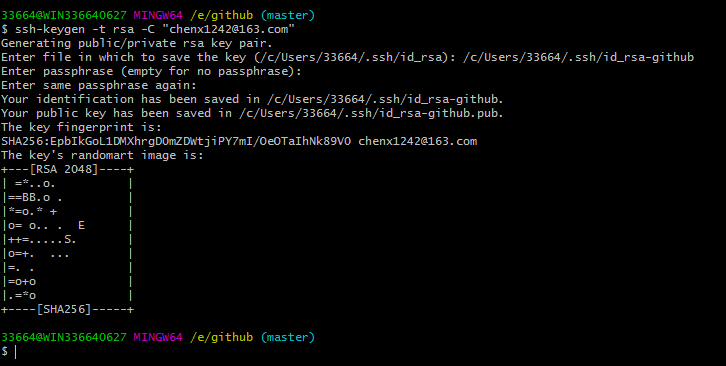 33664@WIN336640627 MINGW64 /e/github (master)
$ ssh-keygen -t rsa -C "chenx1242@163.com"
Generating public/private rsa key pair.
Enter file in which to save the key (/c/Users/33664/.ssh/id_rsa): /c/Users/33664/.ssh/id_rsa-github
Enter passphrase (empty for no passphrase):
Enter same passphrase again:
Your identification has been saved in /c/Users/33664/.ssh/id_rsa-github.
Your public key has been saved in /c/Users/33664/.ssh/id_rsa-github.pub.
The key fingerprint is:
SHA256:EpbIkGoL1DMXhrgDOmZDWtjiPY7mI/OeOTaIhNk89VO chenx1242@163.com
The key's randomart image is:
+---[RSA 2048]----+
| =*..o.          |
|==BB.o .         |
|*=o.* +          |
|o= o.. .  E      |
|++=.....S.       |
|o=+.  ...        |
|=. .             |
|=o+o             |
|.=*o             |
+----[SHA256]-----+
33664@WIN336640627 MINGW64 /e/github (master)
$